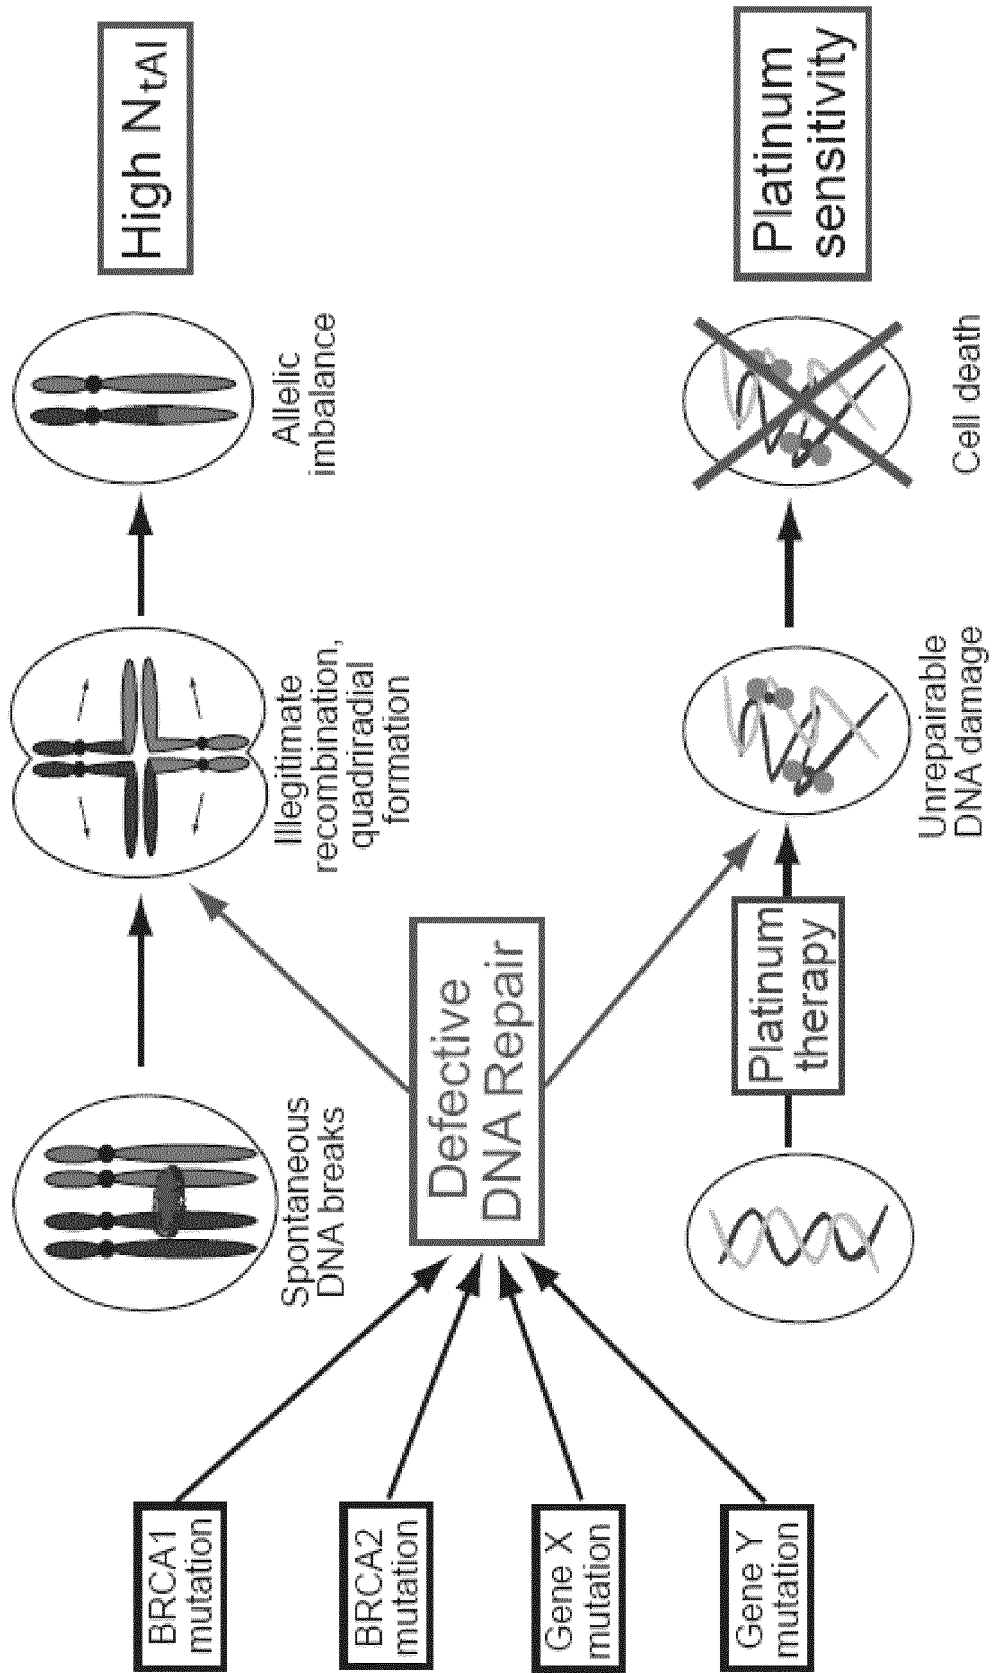 BRCA1
mutation
BRCA2
mutation
Gene X
mutation
Gene Y
mutation
Spontaneous
DNA breaks
Defective
DNA Repair
Platinum
therapy
Illegitimate
recombination,
quadriradial
formation
Unrepairable
DNA damage
Allelic
imbalance
Cell death
High NtAI
Platinum
sensitivity